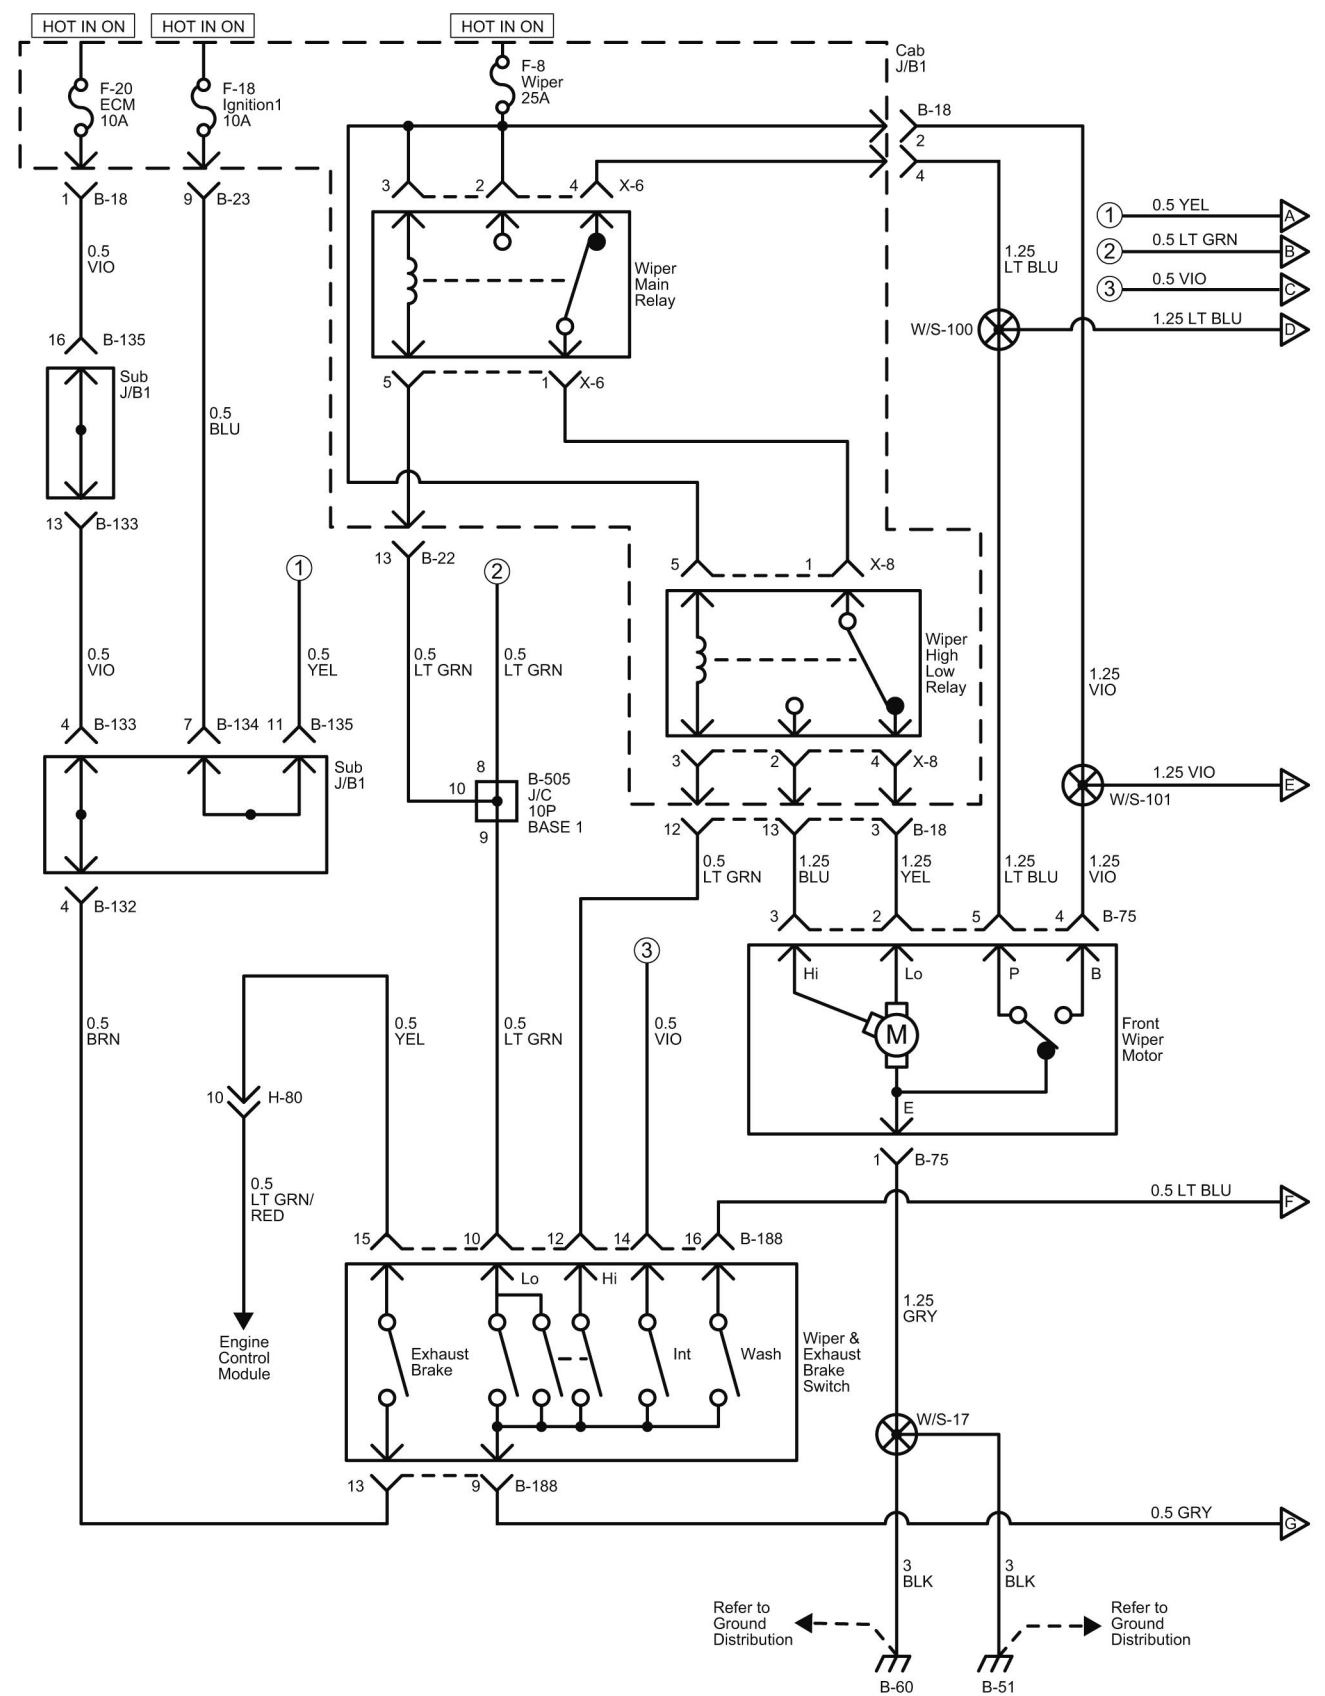 HOT IN ON
HOT IN ON
HOT IN ON
Cab
J/B1
F-20
ECM
10A
F-18
Ignition1
10A
F-8
Wiper
25A
B-18
2
4
1
B-18
9
B-23
3
2
4
X-6
1
0.5 YEL
A
2
0.5 LT GRN
B
3
0.5 VIO
C
0.5
VIO
1.25
LT BLU
Wiper
Main
Relay
W/S-100
1.25 LT BLU
D
16
B-135
Sub
J/B1
5
1
X-6
0.5
BLU
13
B-133
13
B-22
1
2
5
1
X-8
0.5
VIO
0.5
YEL
0.5
LT GRN
0.5
LT GRN
Wiper
High
Low
Relay
1.25
VIO
4
B-133
7
B-134
11
B-135
Sub
J/B1
8
10
9
B-505
J/C
10P
BASE 1
3
2
4
X-8
1.25 VIO
E
W/S-101
12
13
3
B-18
0.5
LT GRN
1.25
BLU
1.25
YEL
1.25
LT BLU
1.25
VIO
4
B-132
3
2
5
4
B-75
3
Hi
Lo
P
B
0.5
BRN
0.5
YEL
0.5
LT GRN
0.5
VIO
M
Front
Wiper
Motor
10
H-80
E
1
B-75
0.5
LT GRN/
RED
0.5 LT BLU
F
15
10
12
14
16
B-188
Lo
Hi
1.25
GRY
Engine
Control
Module
Exhaust
Brake
Int
Wash
Wiper &
Exhaust
Brake
Switch
W/S-17
13
9
B-188
0.5 GRY
G
3
BLK
3
BLK
Refer to
Ground
Distribution
Refer to
Ground
Distribution
B-60
B-51